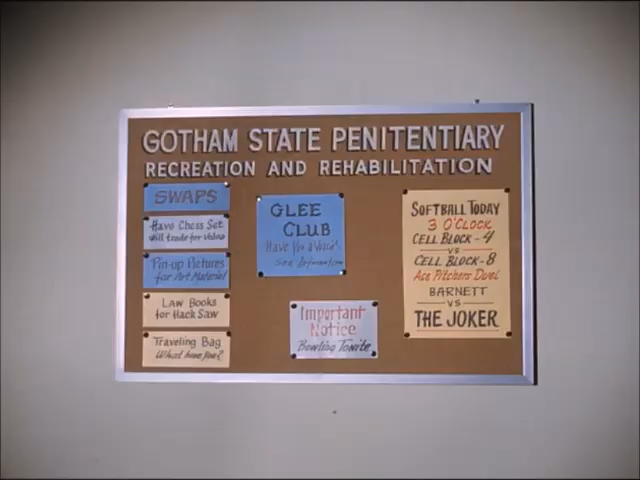 GOTHAM STATE PENITENTIARY
RECREATION AND REHABILITATION
SWAPS
Have Chess Set
Will trade for Viola
Pin-up Pictures
for Art Material
LAW BOOKS
for HACK SAW
Traveling Bag
What have you?
GLEE
CLUB
Have You a Voice?
See
Important
Notice
Bowling Tonite
SOFTBALL TODAY
3 O'CLOCK
CELL BLOCK - 4
VS
CELL BLOCK - 8
Ace Pitchers Duel
BARNETT
VS
THE JOKER